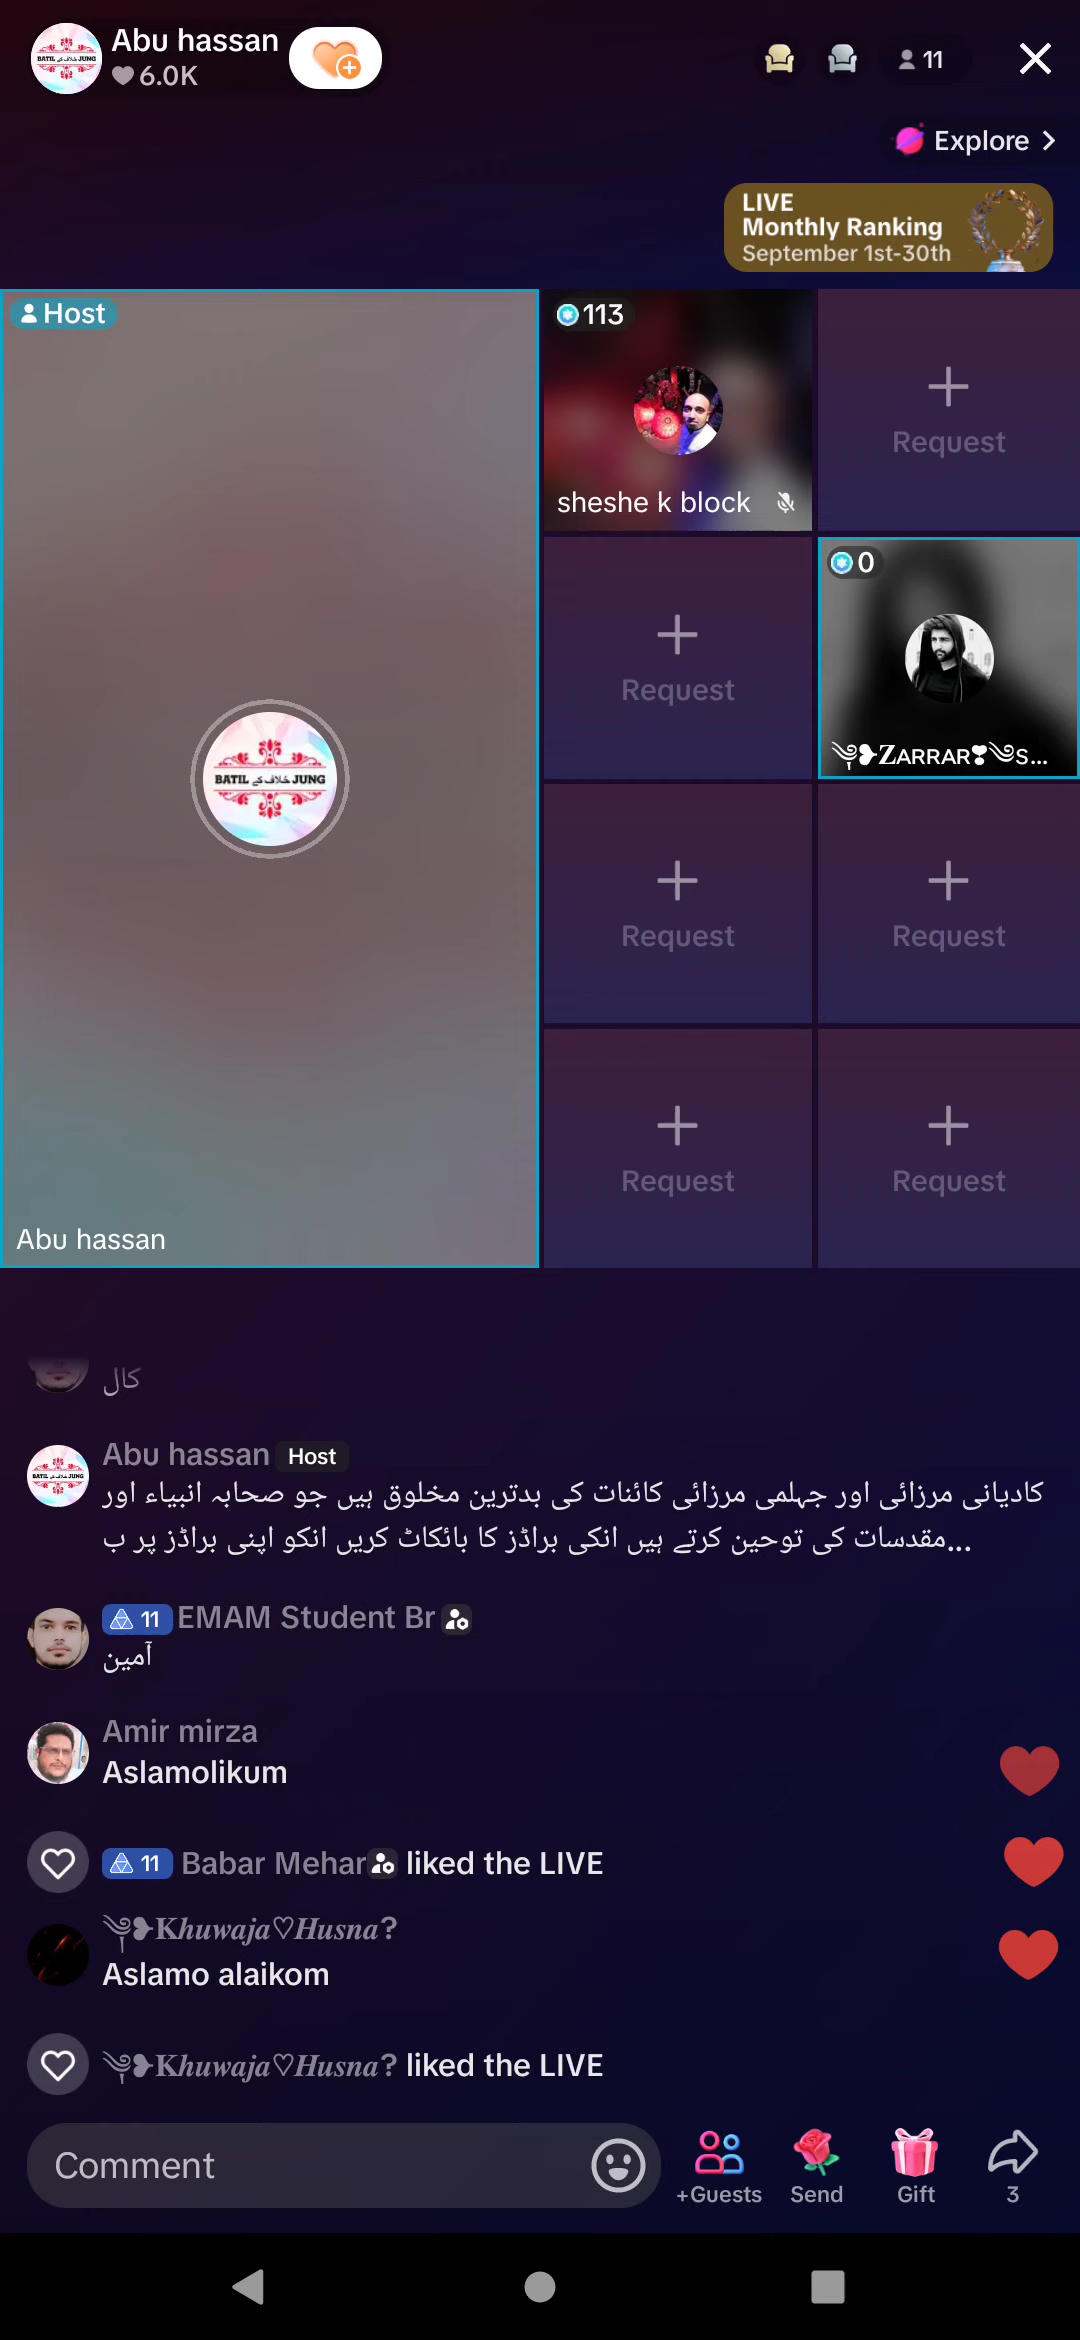 Abu hassan
6.0K
11
Explore
LIVE
Monthly Ranking
September 1st-30th
Host
113
sheshe k block
Request
Request
0
ZARRAR❣S...
BATIL خلاف کے JUNG
Request
Request
Request
Request
Abu hassan
کال
Abu hassan Host
کادیانی مرزائی اور جہلمی مرزائی کائنات کی بدترین مخلوق ہیں جو صحابہ انبیاء اور
مقدسات کی توحین کرتے ہیں انکی براڈز کا بائکاٹ کریں انکو اپنی براڈز پر ب...
11 EMAM Student Br
آمین
Amir mirza
Aslamolikum
11 Babar Mehar liked the LIVE
Khuwaja♡Husna?
Aslamo alaikom
Khuwaja♡Husna? liked the LIVE
Comment
+Guests
Send
Gift
3